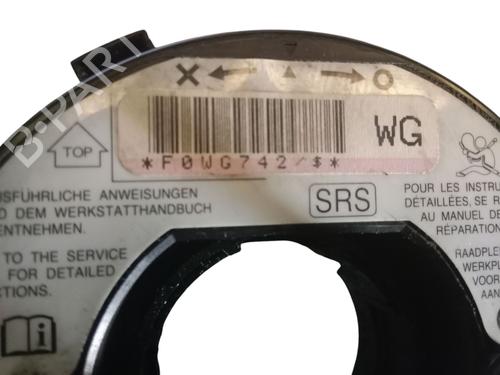 B-PART
X ← ▲ → O
WG
*F0WG742/$*
TOP
SRS
USFÜHRLICHE ANWEISUNGEN
D DEM WERKSTATTHANDBUCH
ENTNEHMEN.
TO THE SERVICE
FOR DETAILED
CTIONS.
POUR LES INSTRU
DÉTAILLÉES, SE R
AU MANUEL DE
RÉPARATION
RAADPLE
WERKPL
VOOR
AAN